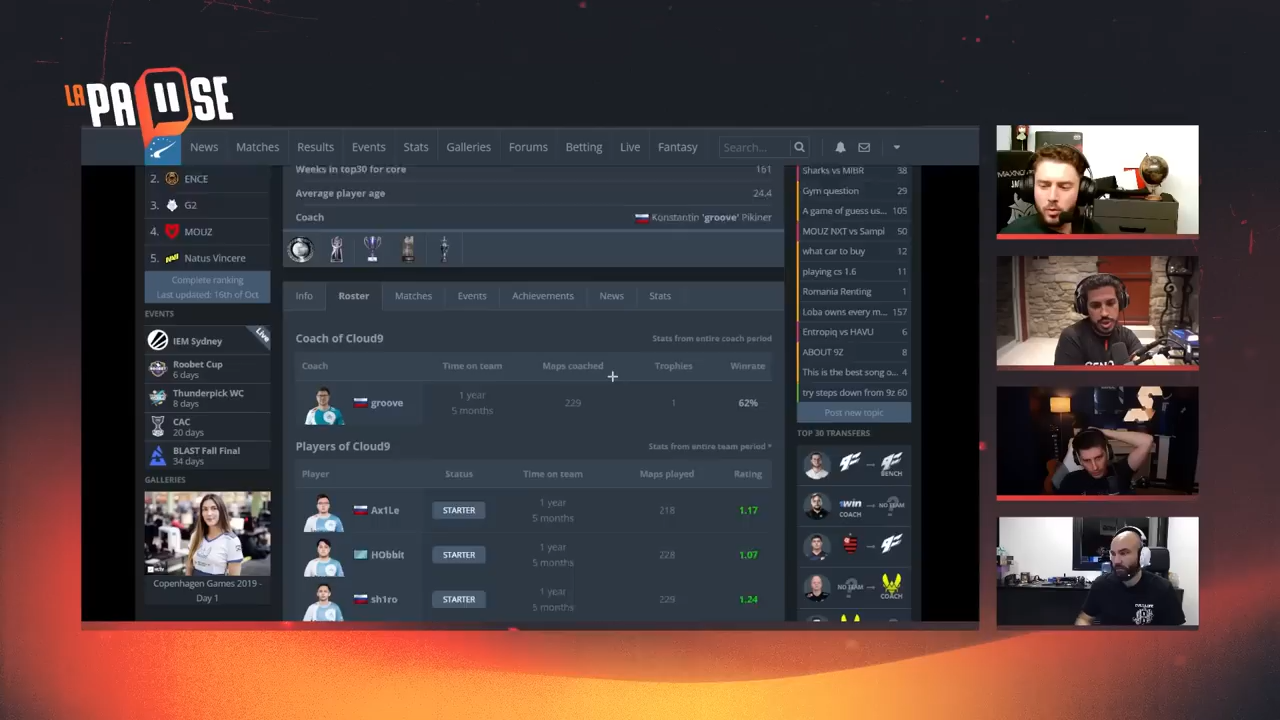 LA PAUSE
News Matches Results Events Stats Galleries Forums Betting Live Fantasy Search...
2. ENCE
3. G2
4. MOUZ
5. Natus Vincere
Complete ranking
Last updated: 16th of Oct
EVENTS
IEM Sydney
Live
Roobet Cup
6 days
Thunderpick WC
8 days
CAC
20 days
BLAST Fall Final
34 days
GALLERIES
Copenhagen Games 2019 -
Day 1
Weeks in top30 for core 161
Average player age 24.4
Coach Konstantin 'groove' Pikiner
Info Roster Matches Events Achievements News Stats
Coach of Cloud9 Stats from entire coach period
Coach Time on team Maps coached Trophies Winrate
groove 1 year 5 months 229 1 62%
Players of Cloud9 Stats from entire team period *
Player Status Time on team Maps played Rating
Ax1Le STARTER 1 year 5 months 218 1.17
HObbit STARTER 1 year 5 months 228 1.07
sh1ro STARTER 1 year 5 months 229 1.24
Sharks vs MIBR 38
Gym question 29
A game of guess us... 105
MOUZ NXT vs Sampi 50
what car to buy 12
playing cs 1.6 11
Romania Renting 1
Loba owns every m... 157
Entropiq vs HAVU 6
ABOUT 9Z 8
This is the best song o... 4
try steps down from 9z 60
Post new topic
TOP 30 TRANSFERS
BENCH
win
COACH
NO TEAM
NO TEAM
COACH